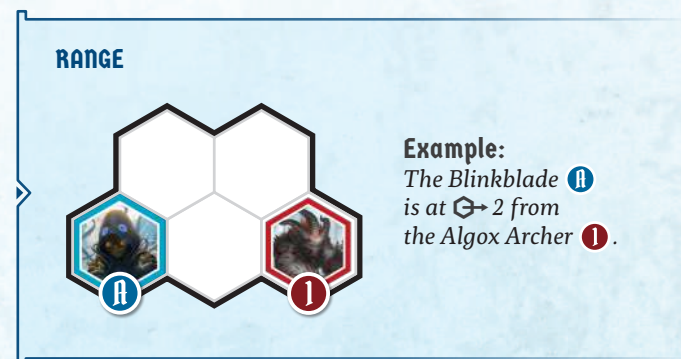 RANGE
A
1
Example:
The Blinkblade A
is at 2 from
the Algox Archer 1.